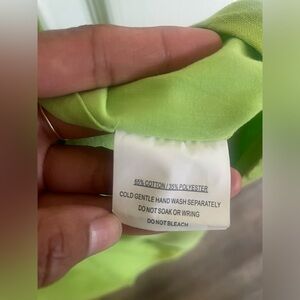 65% COTTON / 35% POLYESTER
COLD GENTLE HAND WASH SEPARATELY
DO NOT SOAK OR WRING
DO NOT BLEACH